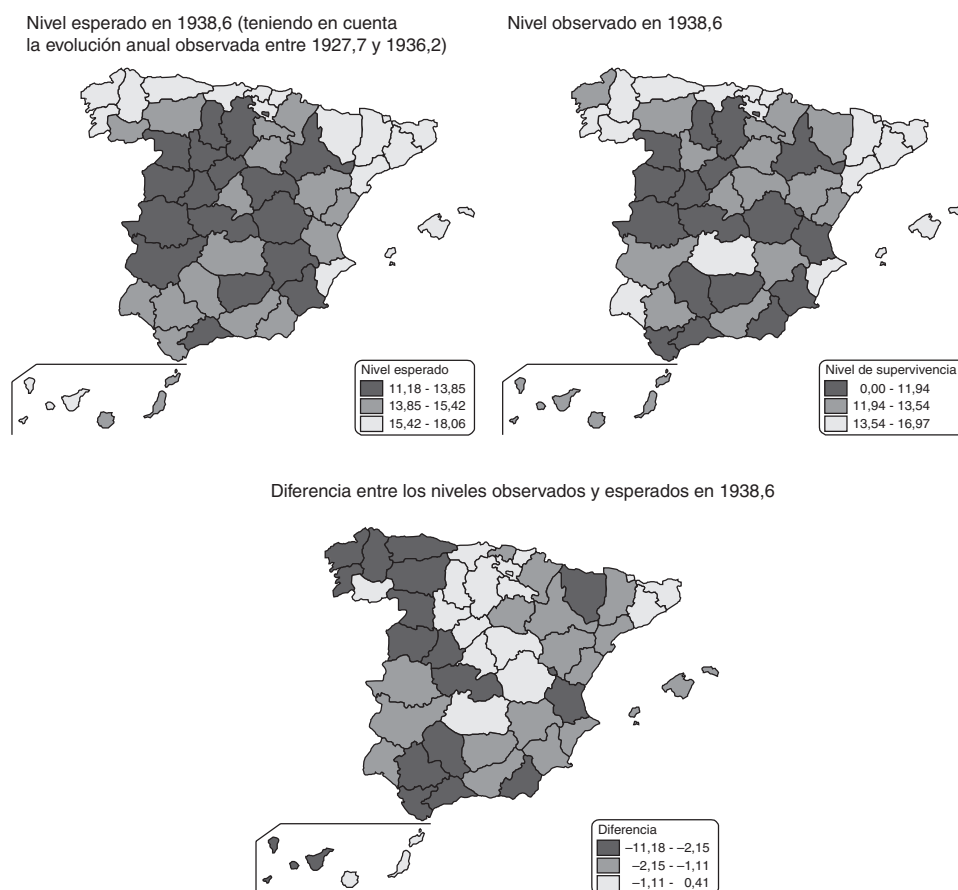 Nivel esperado en 1938,6 (teniendo en cuenta
la evolución anual observada entre 1927,7 y 1936,2)
Nivel esperado
11,18 - 13,85
13,85 - 15,42
15,42 - 18,06
Nivel observado en 1938,6
Nivel de supervivencia
0,00 - 11,94
11,94 - 13,54
13,54 - 16,97
Diferencia entre los niveles observados y esperados en 1938,6
Diferencia
–11,18 - –2,15
–2,15 - –1,11
–1,11 - 0,41